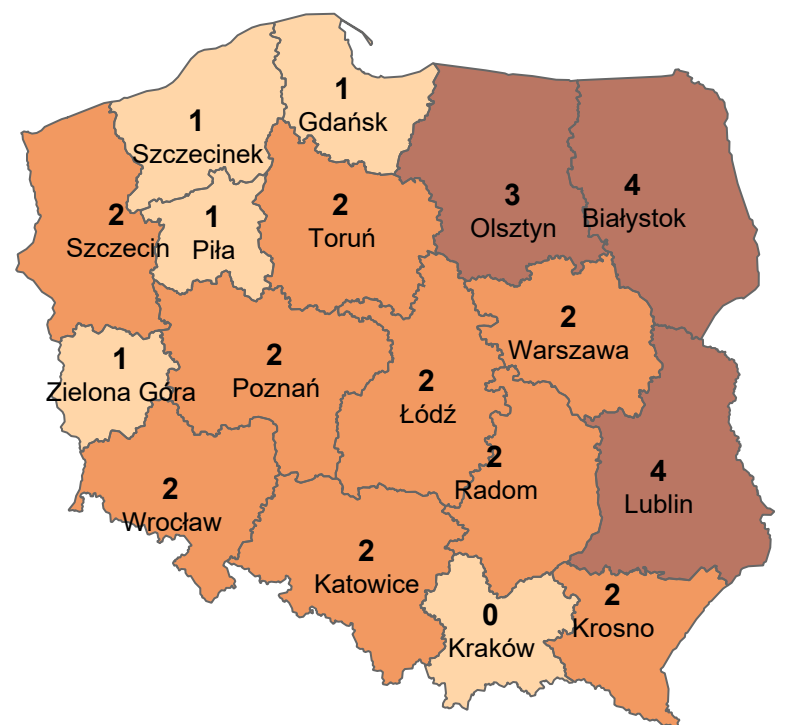 1
Gdańsk
1
Szczecinek
3
Olsztyn
4
Białystok
2
Szczecin
1
Piła
2
Toruń
2
Warszawa
1
Zielona Góra
2
Poznań
2
Łódź
2
Radom
4
Lublin
2
Wrocław
2
Katowice
0
Kraków
2
Krosno